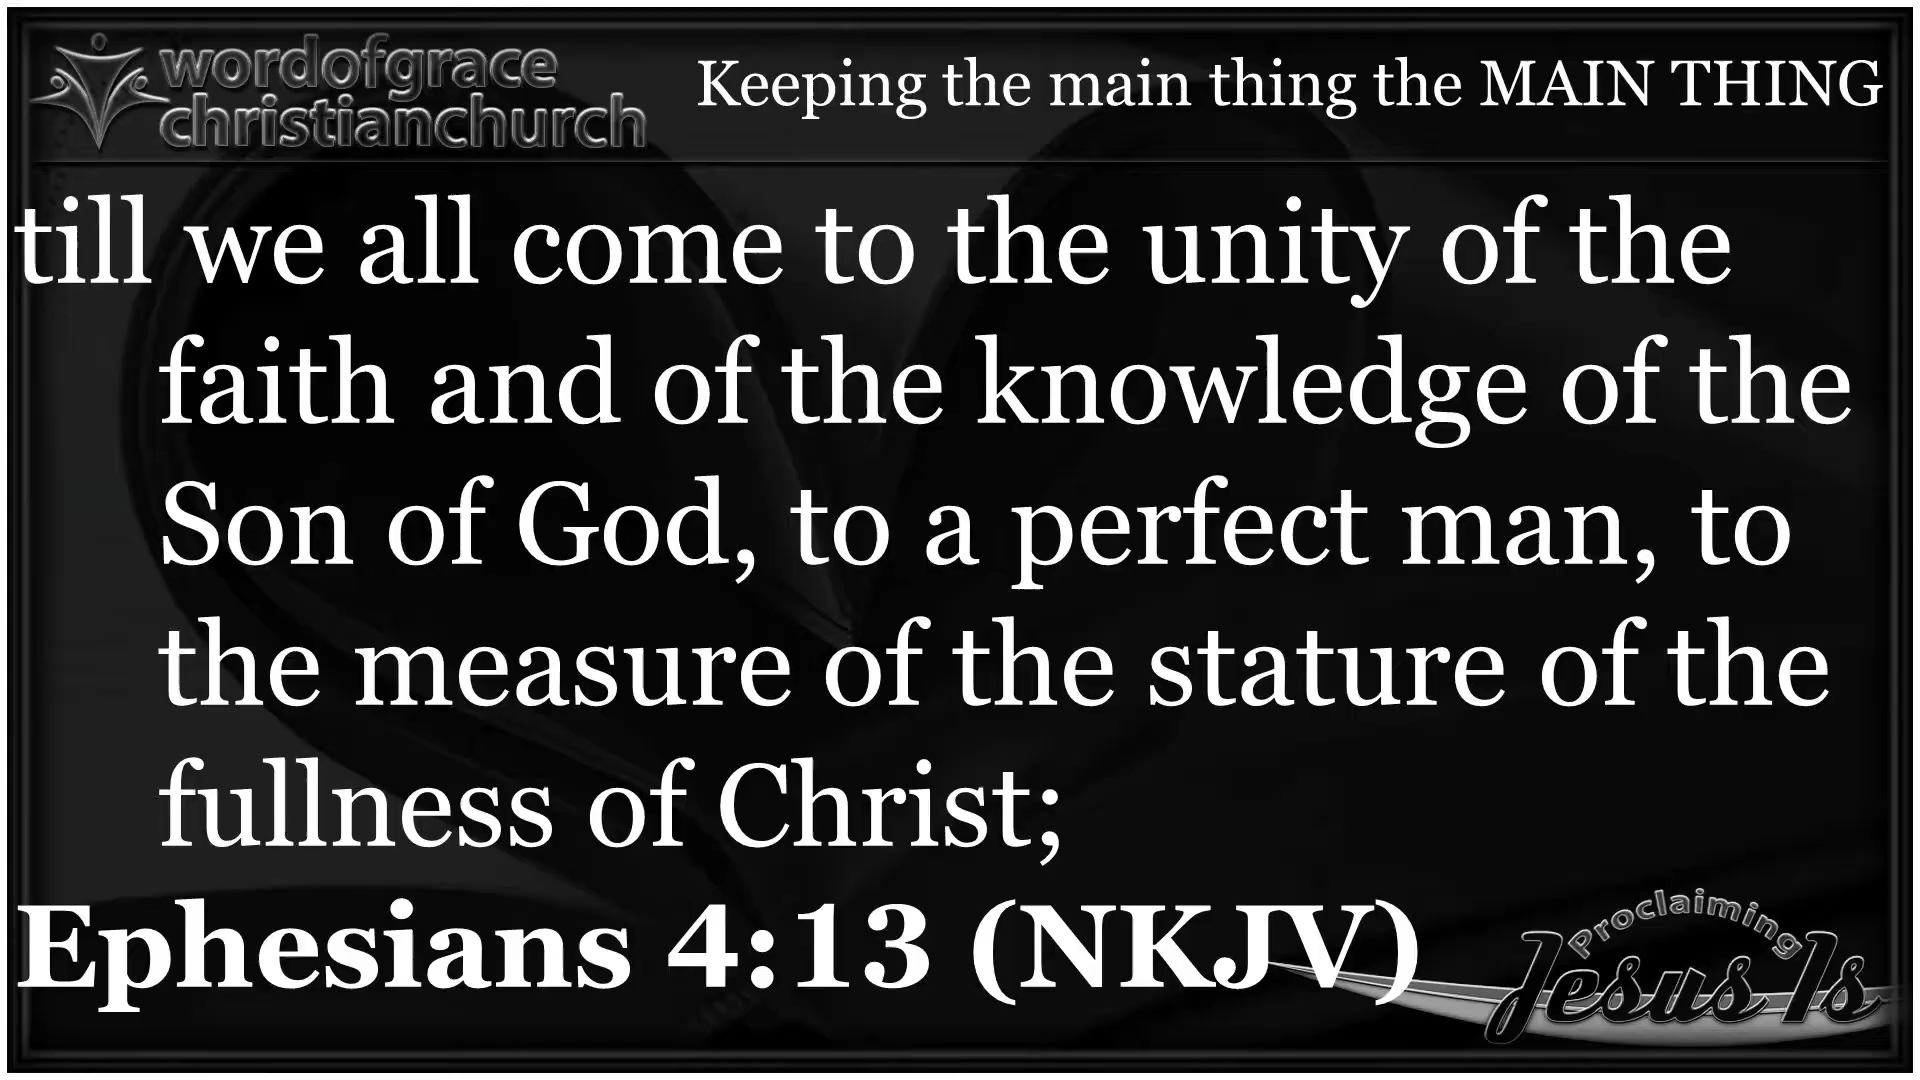 wordofgrace
christianchurch
Keeping the main thing the MAIN THING
till we all come to the unity of the
faith and of the knowledge of the
Son of God, to a perfect man, to
the measure of the stature of the
fullness of Christ;
Ephesians 4:13 (NKJV)
Proclaiming
Jesus Is